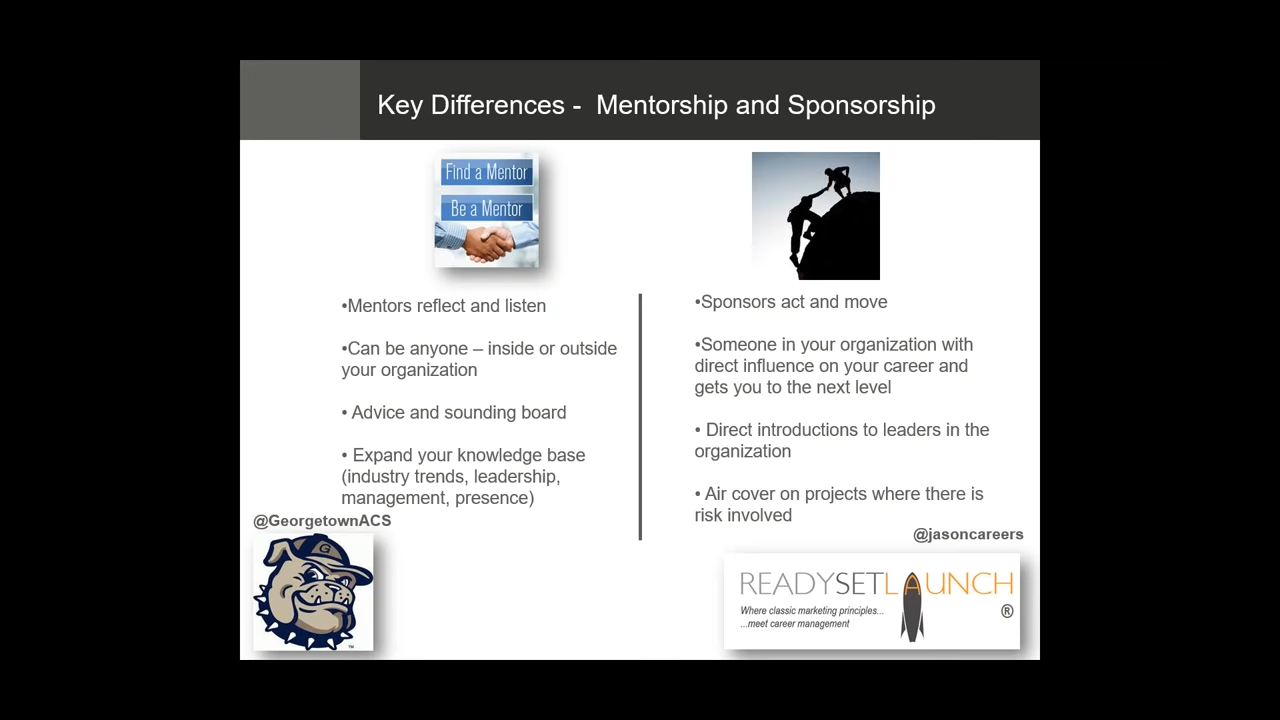 Key Differences -  Mentorship and Sponsorship
Find a Mentor
Be a Mentor
•Mentors reflect and listen
•Can be anyone – inside or outside
your organization
• Advice and sounding board
• Expand your knowledge base
(industry trends, leadership,
management, presence)
•Sponsors act and move
•Someone in your organization with
direct influence on your career and
gets you to the next level
• Direct introductions to leaders in the
organization
• Air cover on projects where there is
risk involved
@GeorgetownACS
G
™
@jasoncareers
READYSETLAUNCH
®
Where classic marketing principles...
...meet career management